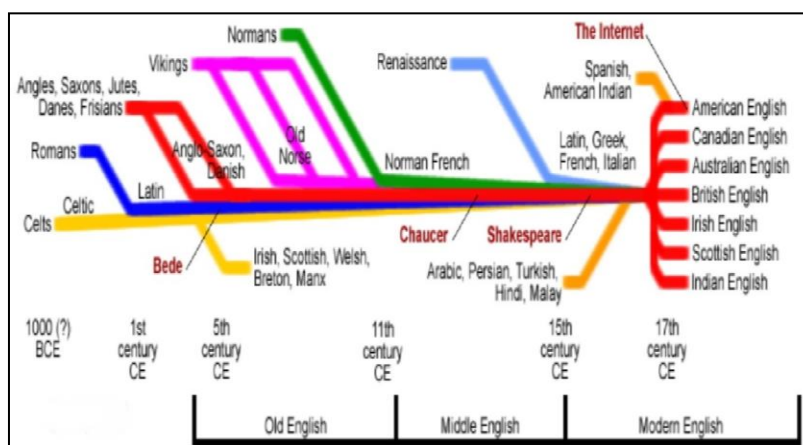 The Internet
Normans
Vikings
Renaissance
Spanish,
American Indian
Angles, Saxons, Jutes,
Danes, Frisians
American English
Old
Norse
Latin, Greek,
French, Italian
Canadian English
Romans
Anglo-Saxon,
Danish
Norman French
Australian English
Celtic
Latin
British English
Celts
Chaucer
Shakespeare
Irish English
Bede
Irish, Scottish, Welsh,
Breton, Manx
Arabic, Persian, Turkish,
Hindi, Malay
Scottish English
Indian English
1000 (?)
BCE
1st
century
CE
5th
century
CE
11th
century
CE
15th
century
CE
17th
century
CE
Old English
Middle English
Modern English